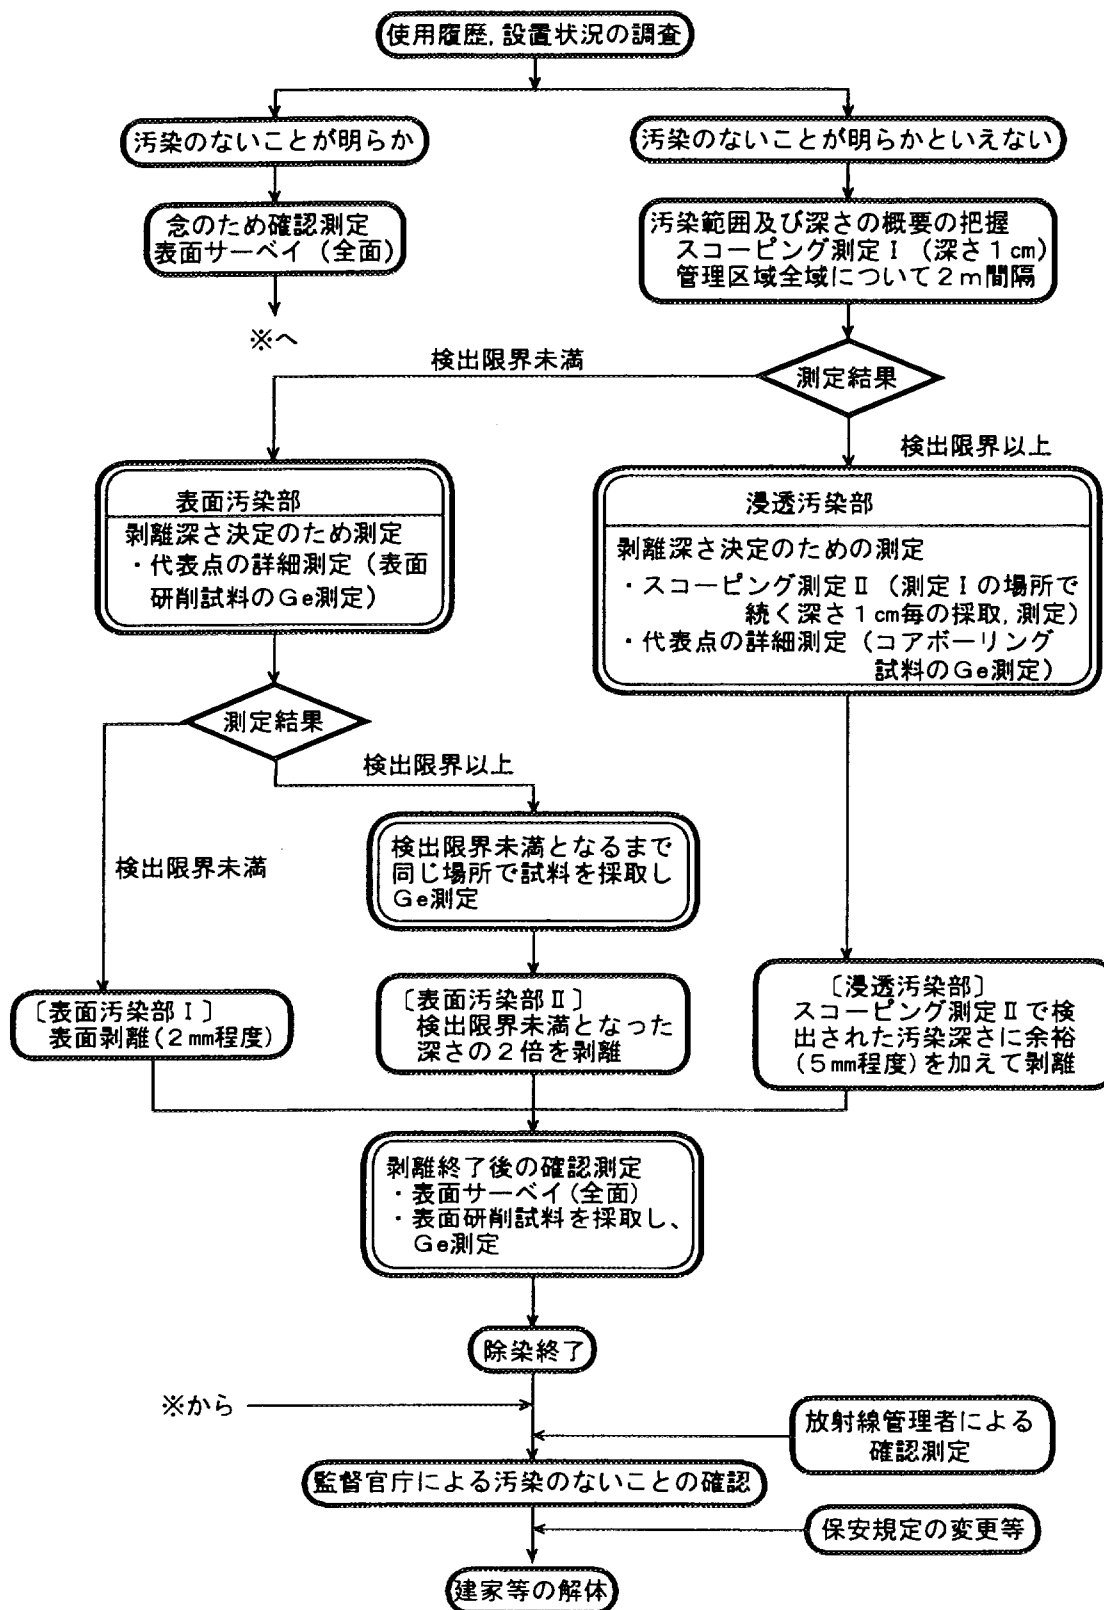 使用履歴,設置状況の調査
汚染のないことが明らか
汚染のないことが明らかといえない
念のため確認測定
表面サーベイ(全面)
※へ
汚染範囲及び深さの概要の把握
スコーピング測定Ⅰ(深さ1cm)
管理区域全域について2m間隔
検出限界未満
測定結果
検出限界以上
表面汚染部
剥離深さ決定のため測定
・代表点の詳細測定(表面
研削試料のGe測定)
浸透汚染部
剥離深さ決定のための測定
・スコーピング測定Ⅱ(測定Ⅰの場所で
続く深さ1cm毎の採取,測定)
・代表点の詳細測定(コアボーリング
試料のGe測定)
測定結果
検出限界以上
検出限界未満
検出限界未満となるまで
同じ場所で試料を採取し
Ge測定
〔表面汚染部Ⅰ〕
表面剥離(2mm程度)
〔表面汚染部Ⅱ〕
検出限界未満となった
深さの2倍を剥離
〔浸透汚染部〕
スコーピング測定Ⅱで検
出された汚染深さに余裕
(5mm程度)を加えて剥離
剥離終了後の確認測定
・表面サーベイ(全面)
・表面研削試料を採取し、
Ge測定
除染終了
※から
放射線管理者による
確認測定
監督官庁による汚染のないことの確認
保安規定の変更等
建家等の解体